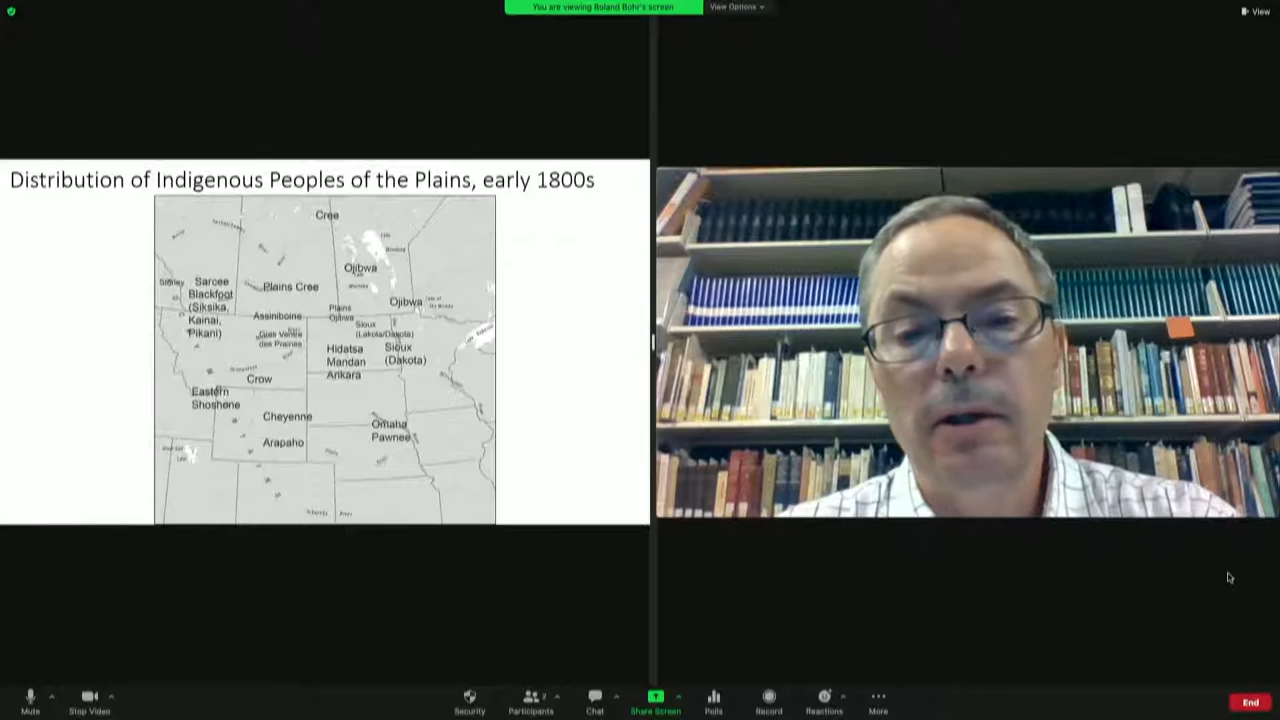 You are viewing Roland Bohr's screen
View Options
View
Distribution of Indigenous Peoples of the Plains, early 1800s
Cree
Ojibwa
Stoney
Sarcee
Blackfoot
(Siksika,
Kainai,
Pikani)
Plains Cree
Ojibwa
Assiniboine
Plains
Ojibwa
Sioux
(Lakota/Dakota)
Gros Ventre
des Prairies
Hidatsa
Mandan
Arikara
Sioux
(Dakota)
Crow
Eastern
Shoshone
Cheyenne
Omaha
Pawnee
Arapaho
Mute
Stop Video
Security
Participants
2
Chat
Share Screen
Polls
Record
Reactions
More
End